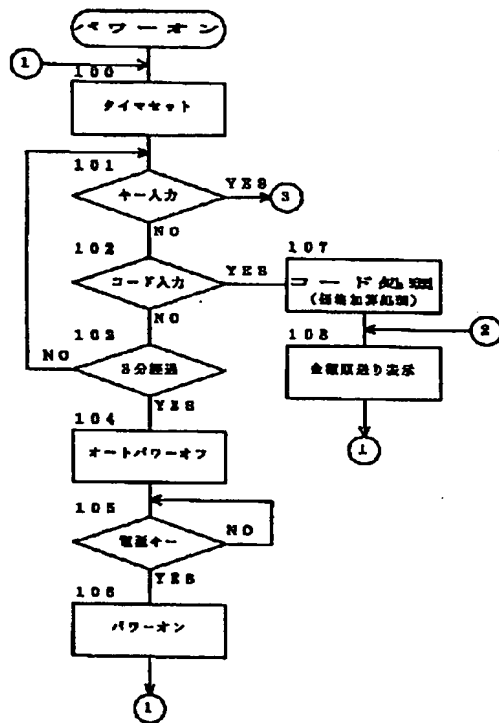 パワーオン
1
100
タイマセット
101
キー入力
YES
3
NO
102
コード入力
YES
107
コード処理
(価格加算処理)
NO
103
3分経過
NO
108
2
金額順送り表示
YES
1
104
オートパワーオフ
105
電源キー
NO
YES
106
パワーオン
1